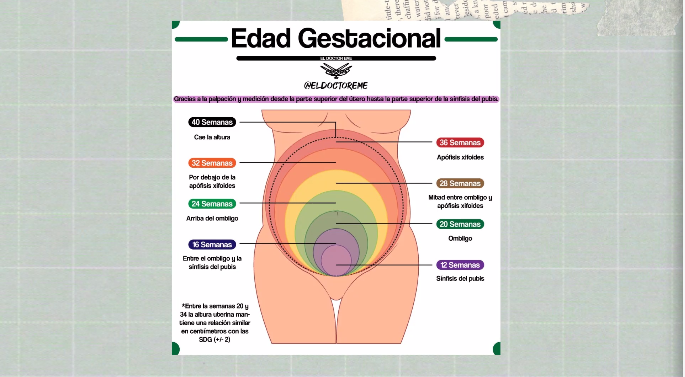 Edad Gestacional
EL DOCTOR EME
@ELDOCTOREME
Gracias a la palpación y medición desde la parte superior del útero hasta la parte superior de la sínfisis del pubis.
40 Semanas
Cae la altura
36 Semanas
Apófisis xifoides
32 Semanas
Por debajo de la
apófisis xifoides
28 Semanas
Mitad entre ombligo y
apófisis xifoides
24 Semanas
Arriba del ombligo
20 Semanas
Ombligo
16 Semanas
Entre el ombligo y la
sínfisis del pubis
12 Semanas
Sínfisis del pubis
*Entre la semanas 20 y
34 la altura uterina man-
tiene una relación similar
en centímetros con las
SDG (+/- 2)